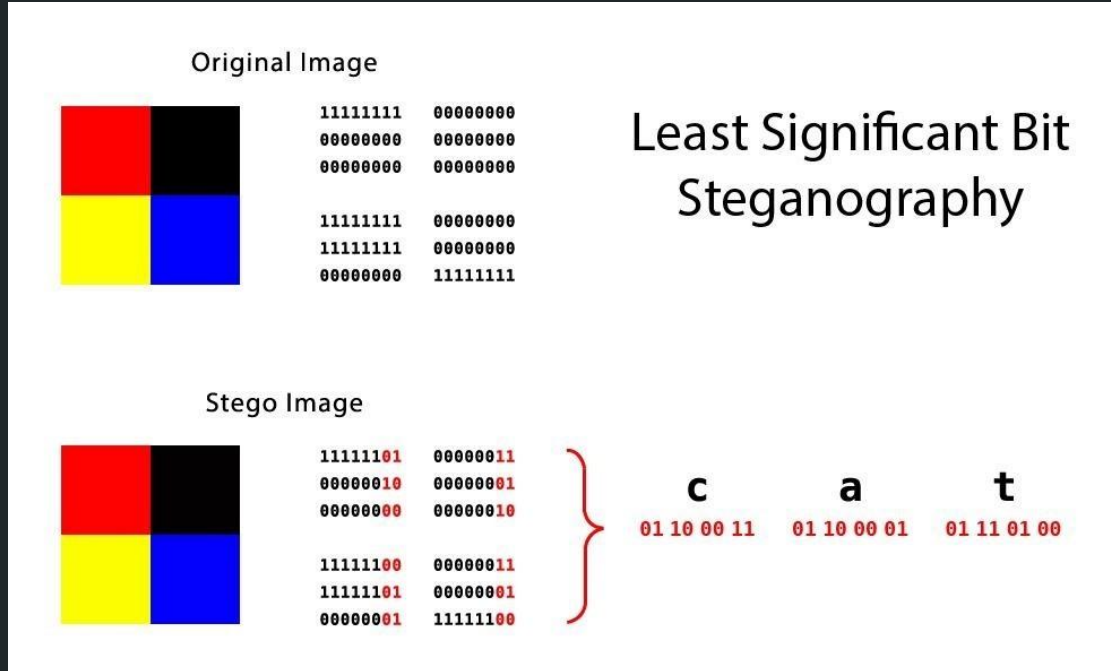 Original Image
11111111 00000000
00000000 00000000
00000000 00000000
11111111 00000000
11111111 00000000
00000000 11111111
Least Significant Bit
Steganography
Stego Image
11111101 00000011
00000010 00000001
00000000 00000010
11111100 00000011
11111101 00000001
00000001 11111100
c a t
01 10 00 11 01 10 00 01 01 11 01 00